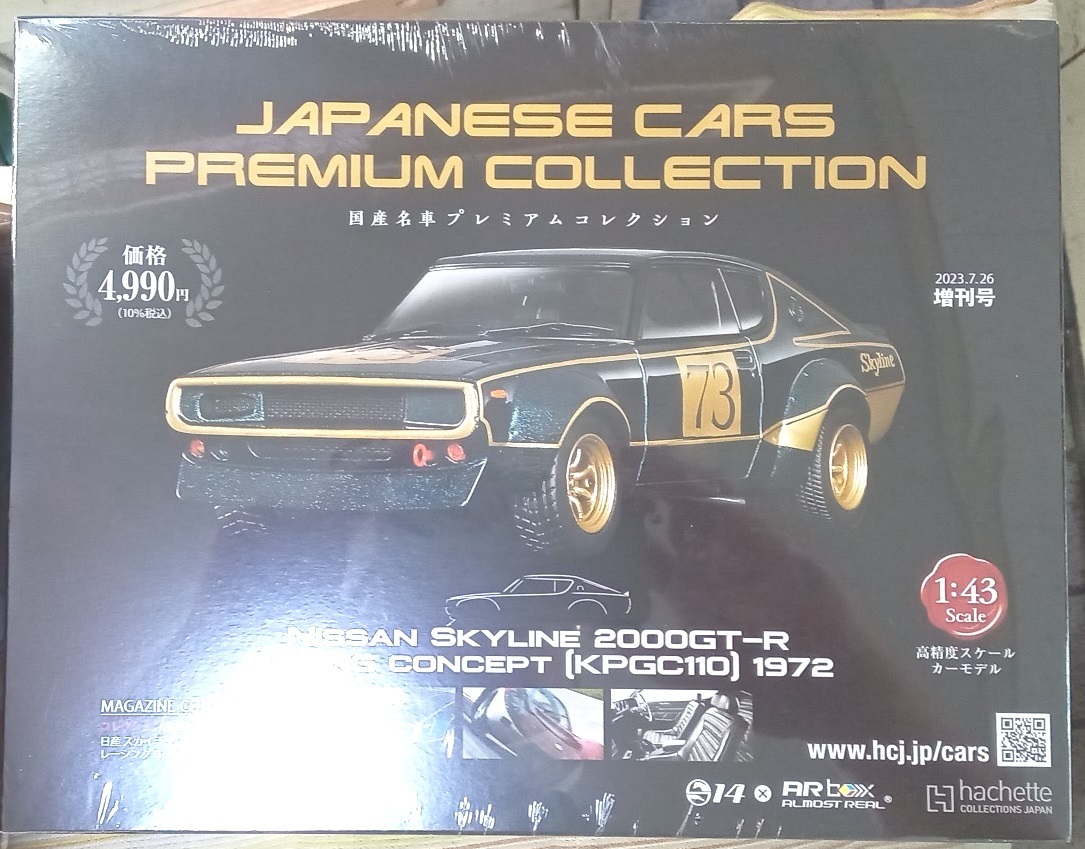 JAPANESE CARS
PREMIUM COLLECTION
国産名車プレミアムコレクション
価格
4,990円
(10%税込)
2023.7.26
増刊号
73
Skyline
1:43
Scale
高精度スケール
カーモデル
NISSAN SKYLINE 2000GT-R
CONCEPT (KPGC110) 1972
MAGAZINE
日産
www.hcj.jp/cars
14 × ARbox
ALMOST REAL®
hachette
COLLECTIONS JAPAN